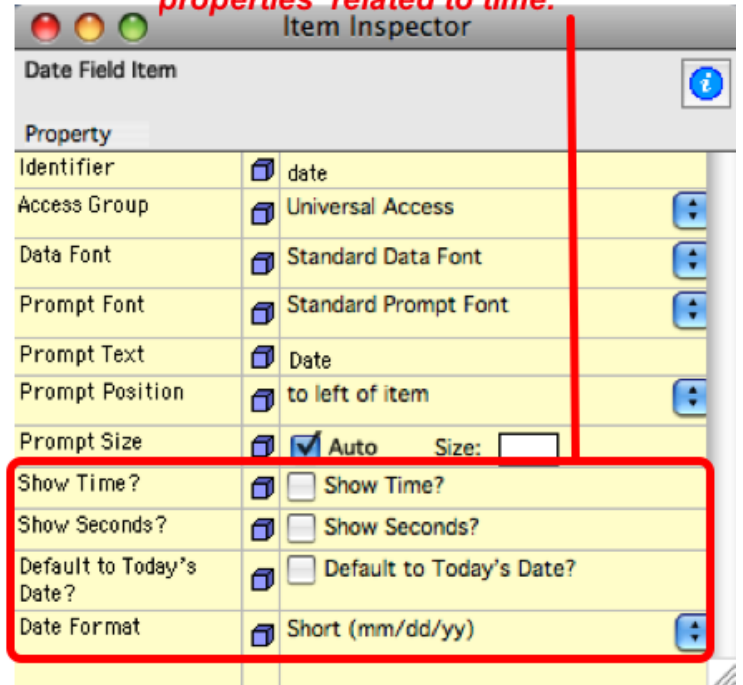 properties related to time.
Item Inspector
Date Field Item
Property
Identifier date
Access Group Universal Access
Data Font Standard Data Font
Prompt Font Standard Prompt Font
Prompt Text Date
Prompt Position to left of item
Prompt Size Auto Size:
Show Time? Show Time?
Show Seconds? Show Seconds?
Default to Today's Default to Today's Date?
Date?
Date Format Short (mm/dd/yy)